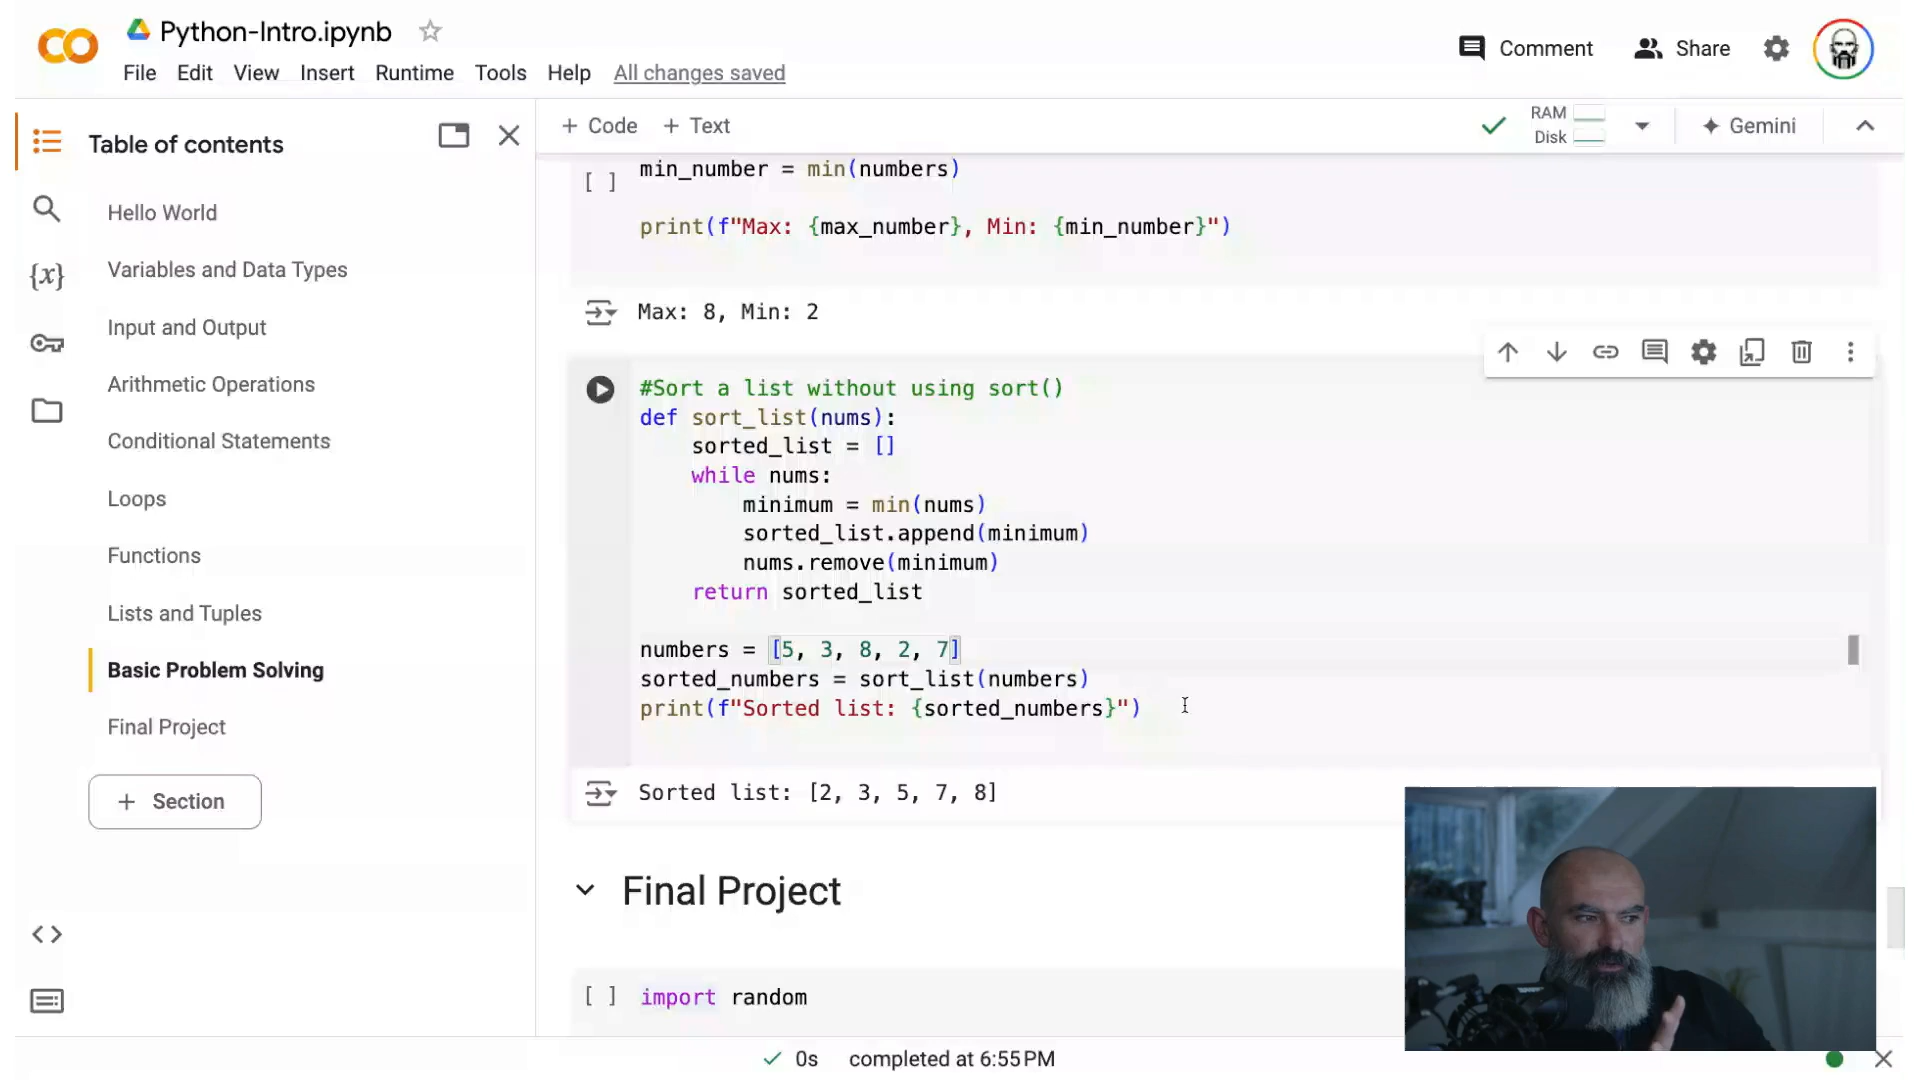 Python-Intro.ipynb
File Edit View Insert Runtime Tools Help All changes saved
Comment
Share
Table of contents
Hello World
Variables and Data Types
Input and Output
Arithmetic Operations
Conditional Statements
Loops
Functions
Lists and Tuples
Basic Problem Solving
Final Project
+ Section
{x}
+ Code + Text
RAM
Disk
Gemini
[ ]
min_number = min(numbers)
print(f"Max: {max_number}, Min: {min_number}")
Max: 8, Min: 2
#Sort a list without using sort()
def sort_list(nums):
    sorted_list = []
    while nums:
        minimum = min(nums)
        sorted_list.append(minimum)
        nums.remove(minimum)
    return sorted_list
numbers = [5, 3, 8, 2, 7]
sorted_numbers = sort_list(numbers)
print(f"Sorted list: {sorted_numbers}")
Sorted list: [2, 3, 5, 7, 8]
Final Project
[ ] import random
0s completed at 6:55 PM